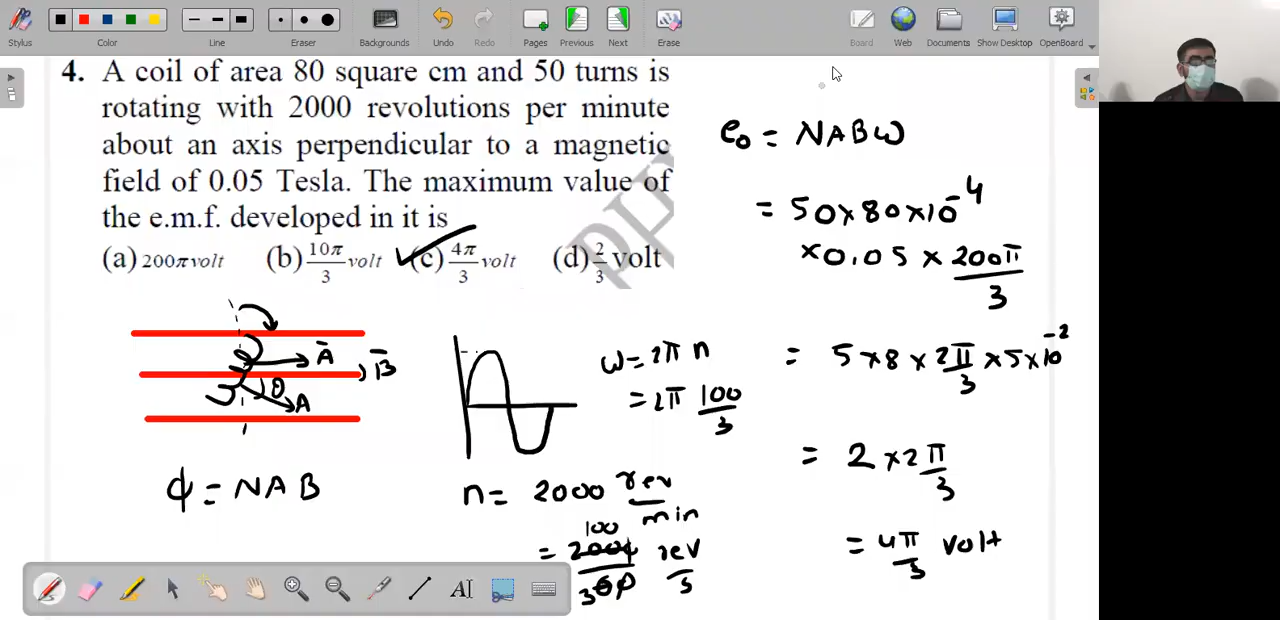 Stylus
Color
Line
Eraser
Backgrounds
Undo
Redo
Pages
Previous
Next
Erase
Board
Web
Documents
Show Desktop
OpenBoard
4. A coil of area 80 square cm and 50 turns is
rotating with 2000 revolutions per minute
about an axis perpendicular to a magnetic
field of 0.05 Tesla. The maximum value of
the e.m.f. developed in it is
(a) 200π volt (b) 10π/3 volt (c) 4π/3 volt (d) 2/3 volt
e₀ = NABω
= 50×80×10⁻⁴
×0.05 × 200π/3
= 5×8×2π/3×5×10⁻²
= 2×2π/3
= 4π/3 volt
A
B
θ
A
ϕ = NAB
ω = 2π n
= 2π 100/3
n = 2000 rev/min
100
= 2000/60 rev/s
3
AI